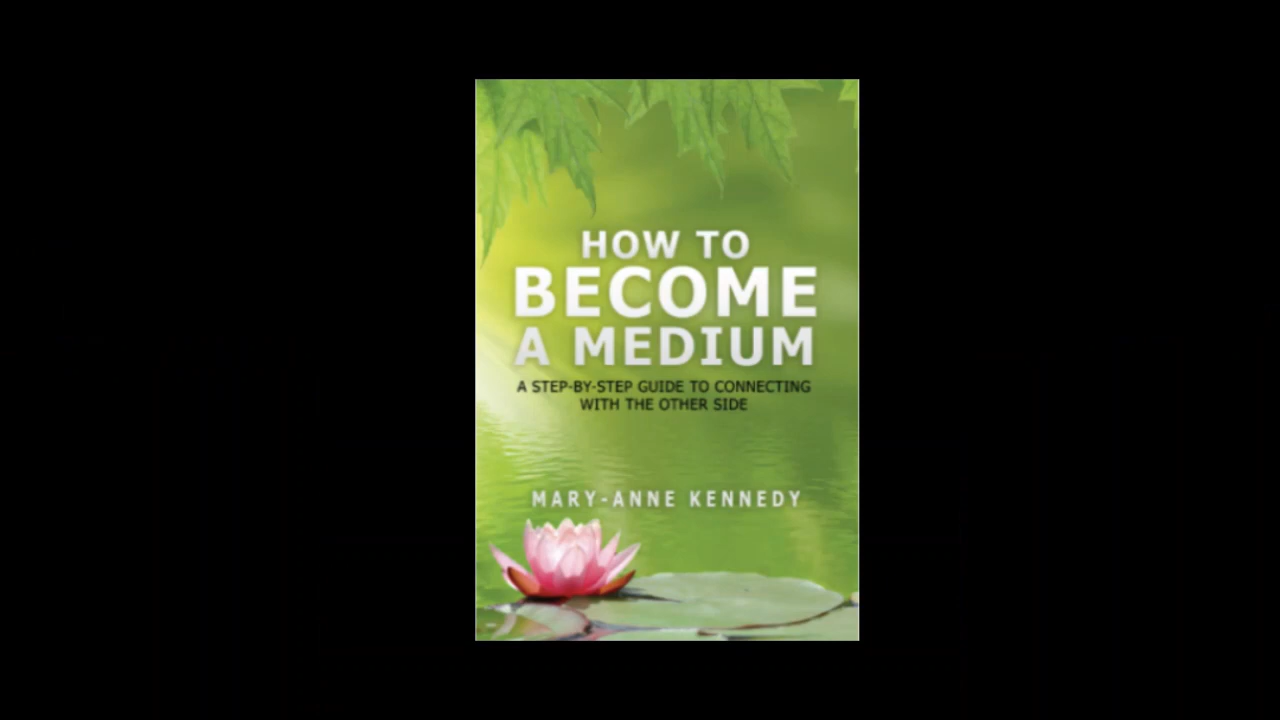 HOW TO
BECOME
A MEDIUM
A STEP-BY-STEP GUIDE TO CONNECTING
WITH THE OTHER SIDE
MARY-ANNE KENNEDY